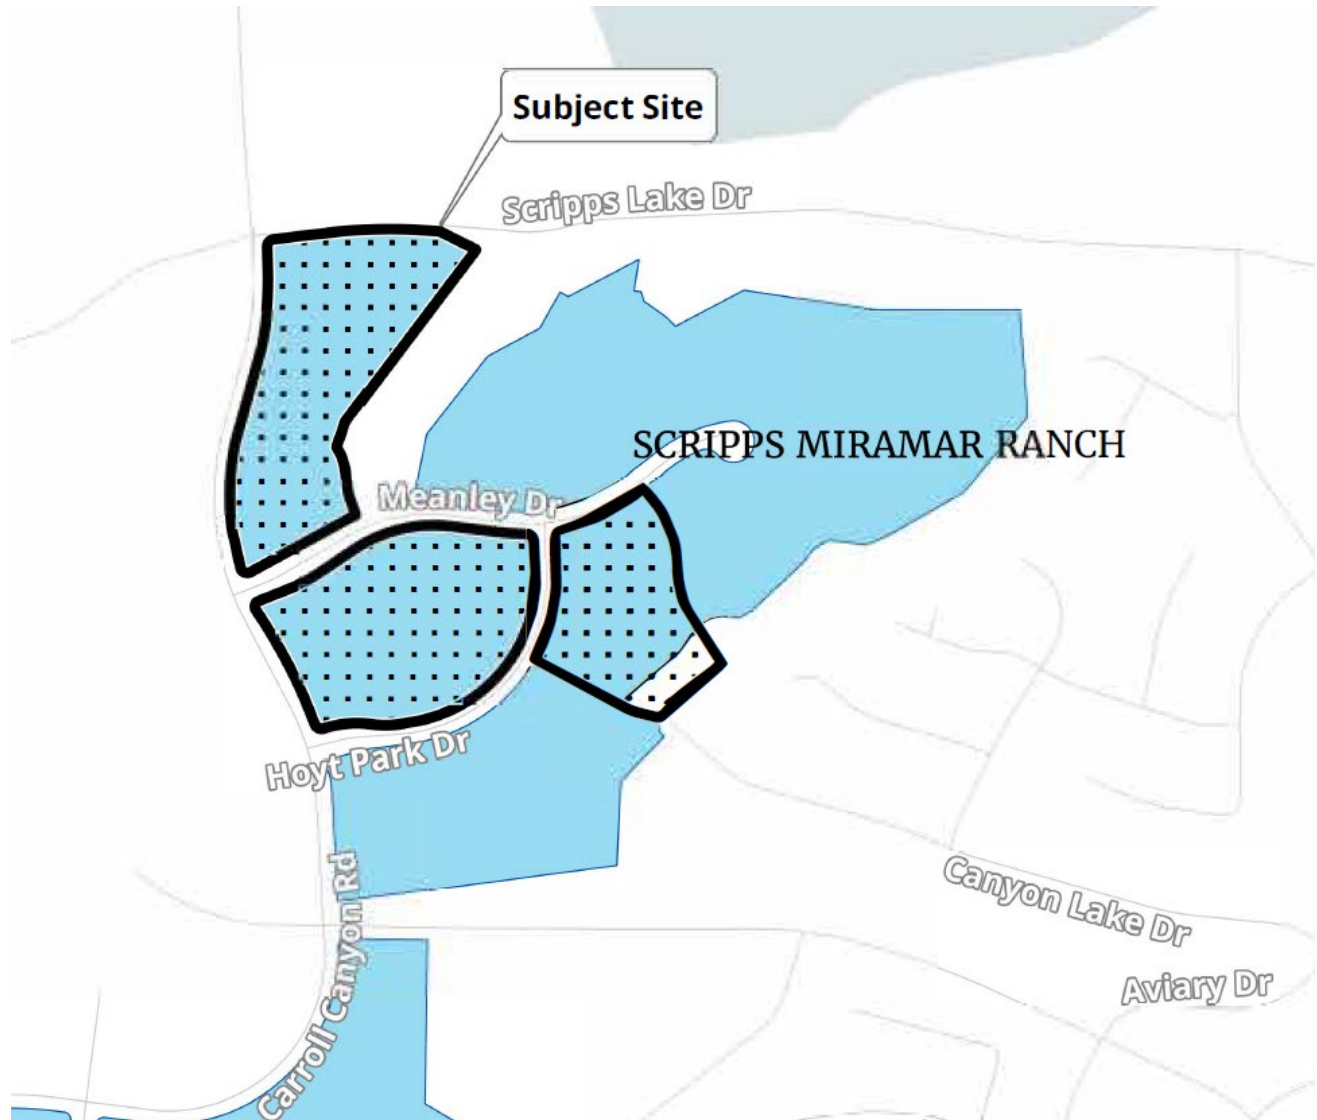 Subject Site
Scripps Lake Dr
SCRIPPS MIRAMAR RANCH
Meanley Dr
Hoyt Park Dr
Carroll Canyon Rd
Canyon Lake Dr
Aviary Dr